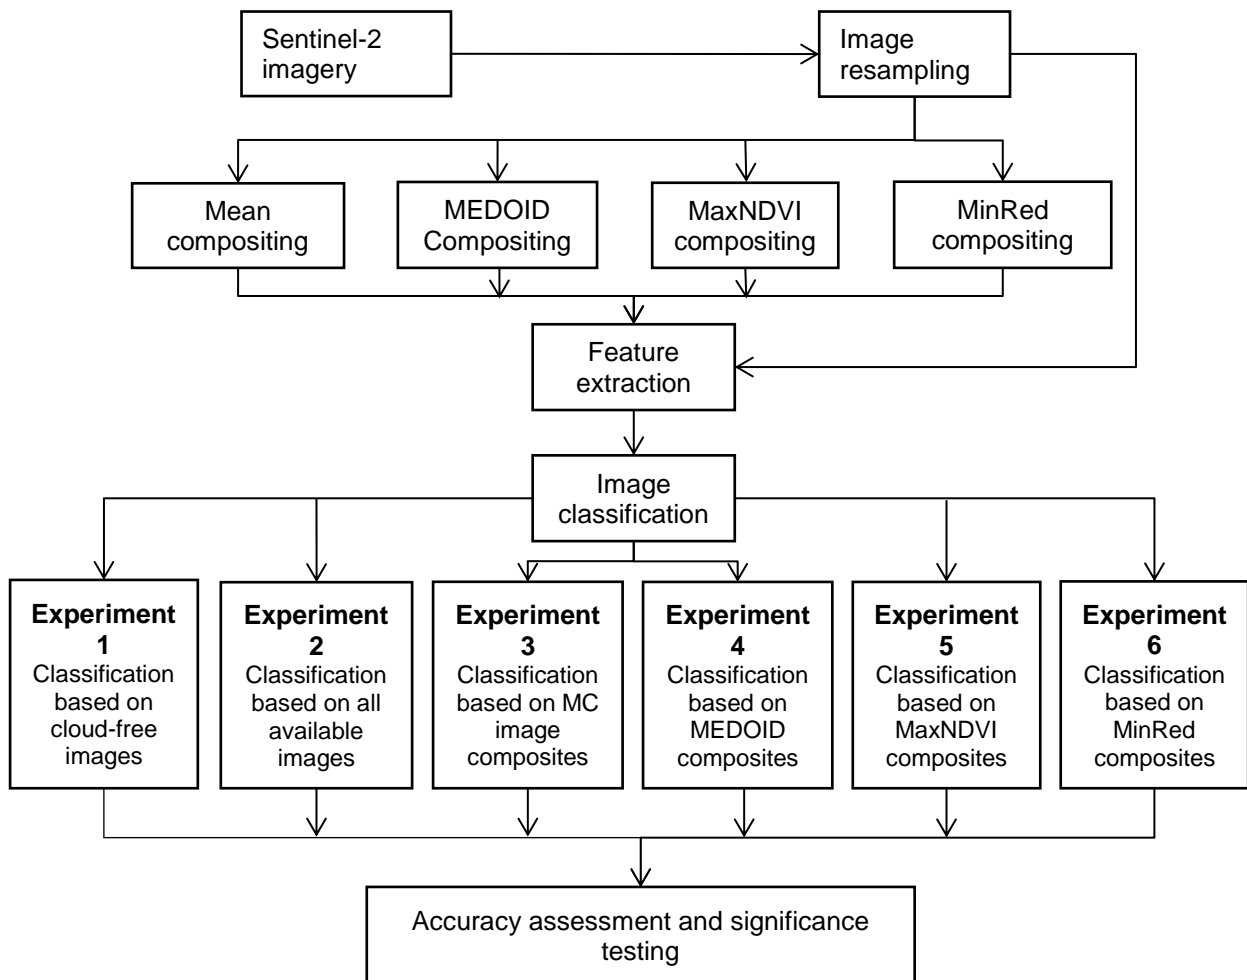 Sentinel-2
imagery
Image
resampling
Mean
compositing
MEDOID
Compositing
MaxNDVI
compositing
MinRed
compositing
Feature
extraction
Image
classification
Experiment
1
Classification
based on
cloud-free
images
Experiment
2
Classification
based on all
available
images
Experiment
3
Classification
based on MC
image
composites
Experiment
4
Classification
based on
MEDOID
composites
Experiment
5
Classification
based on
MaxNDVI
composites
Experiment
6
Classification
based on
MinRed
composites
Accuracy assessment and significance
testing